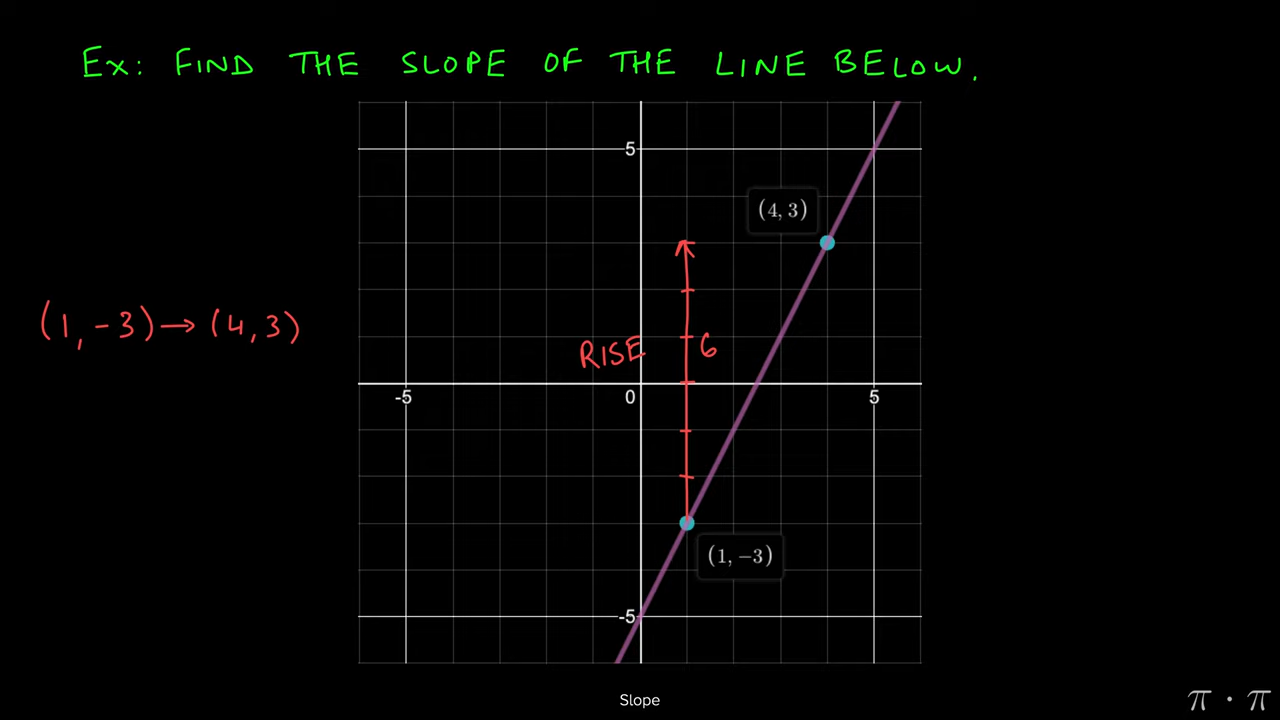 Ex: FIND THE SLOPE OF THE LINE BELOW.
5
(4, 3)
(1, -3) → (4, 3)
RISE 6
-5 0 5
(1, −3)
-5
Slope
π · π